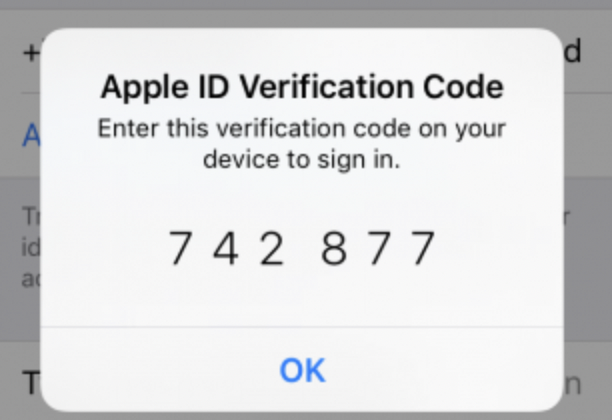 Apple ID Verification Code
Enter this verification code on your
device to sign in.
742 877
OK